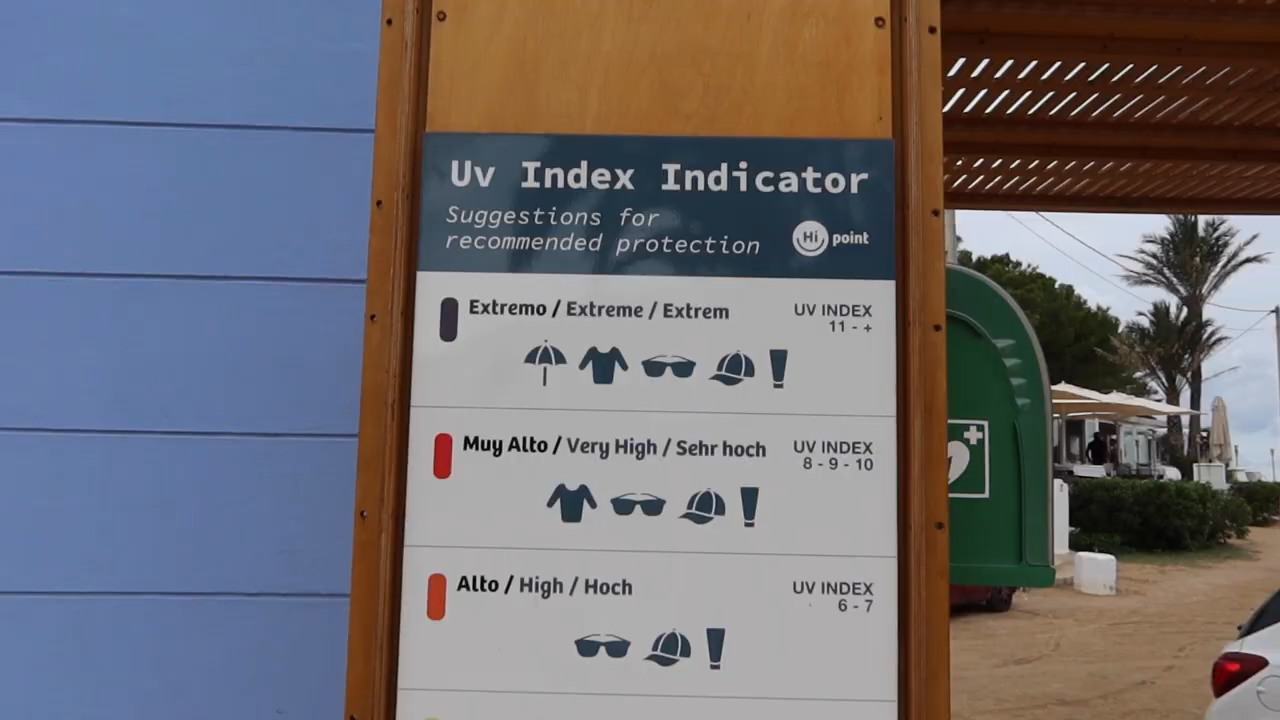 Uv Index Indicator
Suggestions for
recommended protection
Hi point
Extremo / Extreme / Extrem
UV INDEX
11 - +
Muy Alto / Very High / Sehr hoch
UV INDEX
8 - 9 - 10
Alto / High / Hoch
UV INDEX
6 - 7